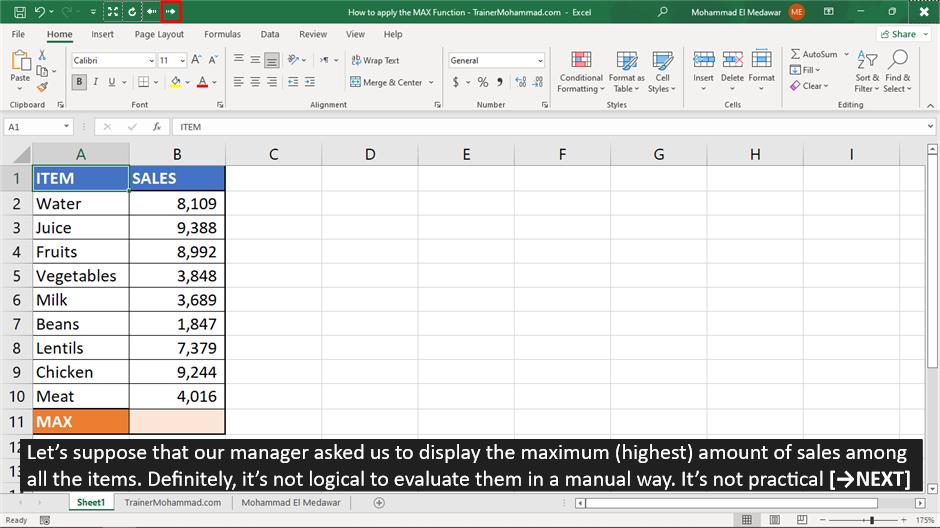 How to apply the MAX Function - TrainerMohammad.com - Excel
Mohammad El Medawar ME
File Home Insert Page Layout Formulas Data Review View Help Share
Paste Calibri 11 A A Wrap Text General AutoSum
Conditional Format as Cell Insert Delete Format Fill Sort & Find &
B I U A Merge & Center $ % Formatting Table Styles Clear Filter Select
Clipboard Font Alignment Number Styles Cells Editing
A1 fx ITEM
A B C D E F G H I
1 ITEM SALES
2 Water 8,109
3 Juice 9,388
4 Fruits 8,992
5 Vegetables 3,848
6 Milk 3,689
7 Beans 1,847
8 Lentils 7,379
9 Chicken 9,244
10 Meat 4,016
11 MAX
Let's suppose that our manager asked us to display the maximum (highest) amount of sales among
all the items. Definitely, it's not logical to evaluate them in a manual way. It's not practical [→NEXT]
Sheet1 TrainerMohammad.com Mohammad El Medawar
Ready 175%